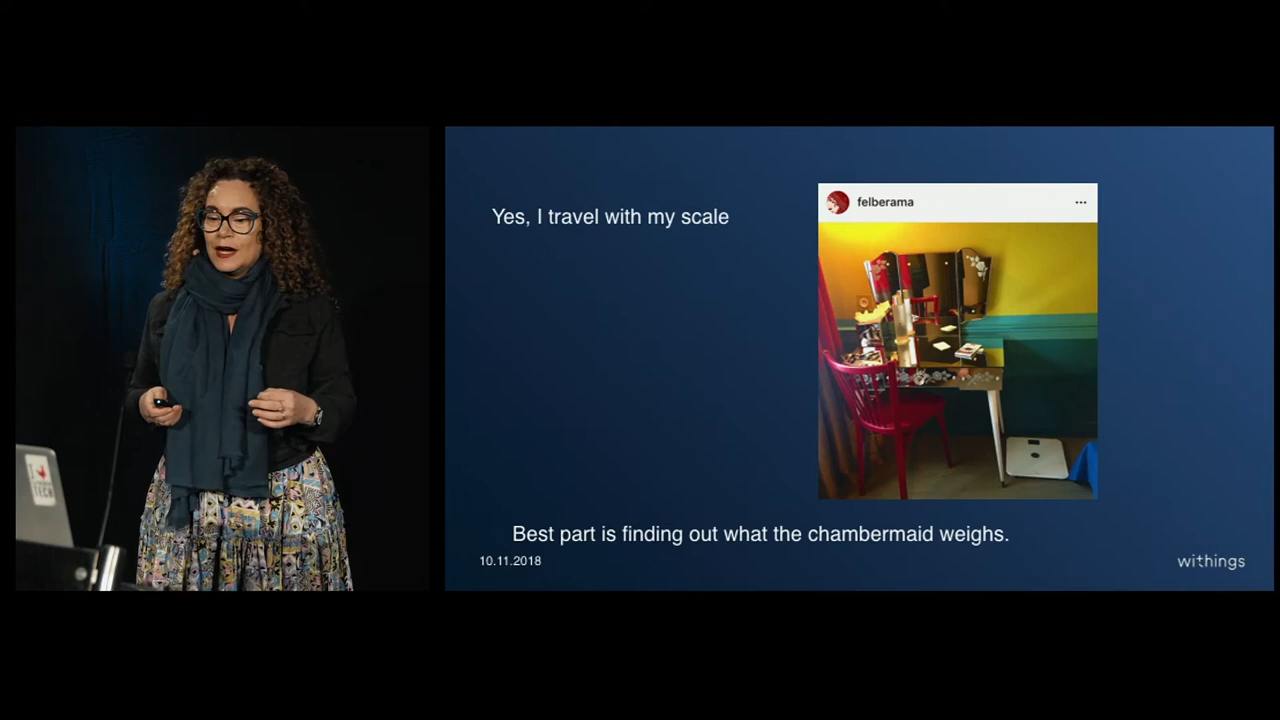 Yes, I travel with my scale
felberama
Best part is finding out what the chambermaid weighs.
10.11.2018
withings
I
TECH